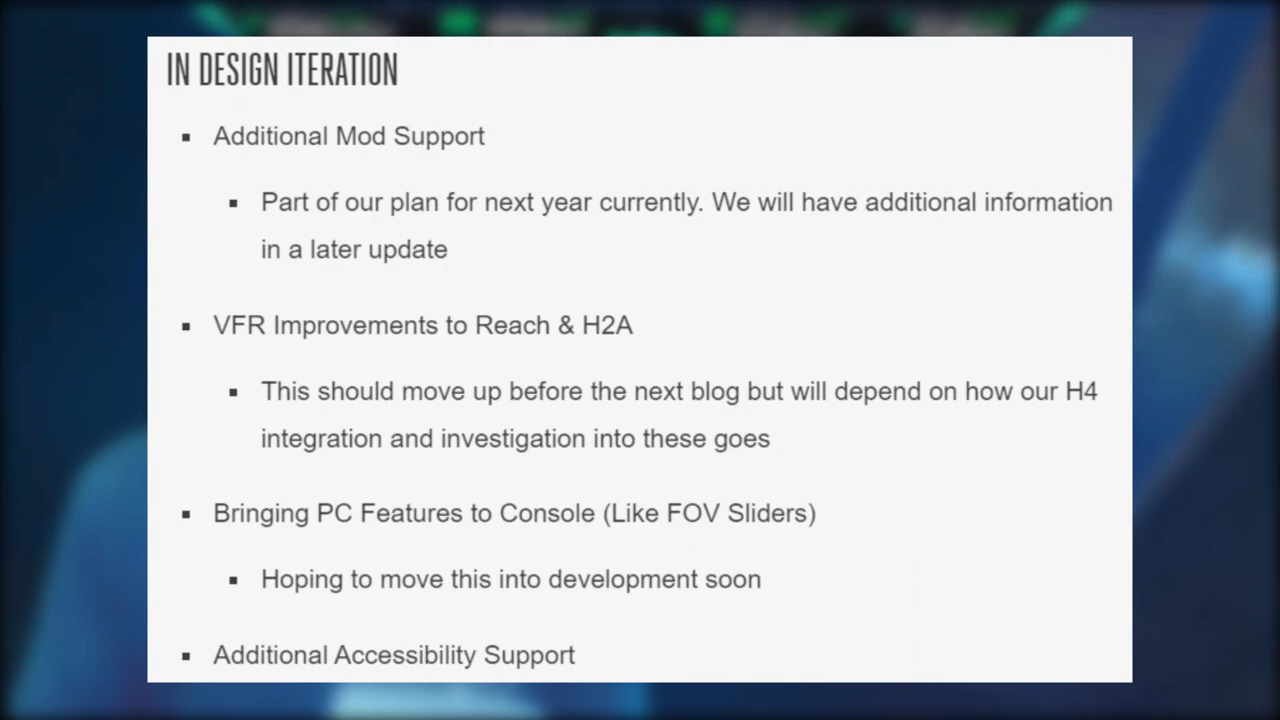 IN DESIGN ITERATION
▪ Additional Mod Support
▪ Part of our plan for next year currently. We will have additional information
in a later update
▪ VFR Improvements to Reach & H2A
▪ This should move up before the next blog but will depend on how our H4
integration and investigation into these goes
▪ Bringing PC Features to Console (Like FOV Sliders)
▪ Hoping to move this into development soon
▪ Additional Accessibility Support